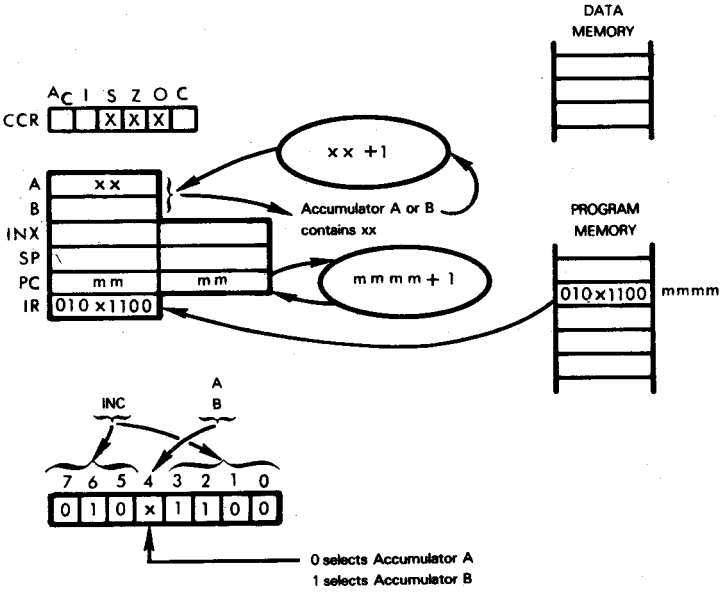 DATA
MEMORY
AC I S Z O C
CCR X X X
xx +1
A xx
B
Accumulator A or B
contains xx
INX
SP
PC mm mm
mmmm+1
IR 010 x1100
PROGRAM
MEMORY
010x1100 mmmm
INC
A
B
7 6 5 4 3 2 1 0
0 1 0 x 1 1 0 0
0 selects Accumulator A
1 selects Accumulator B